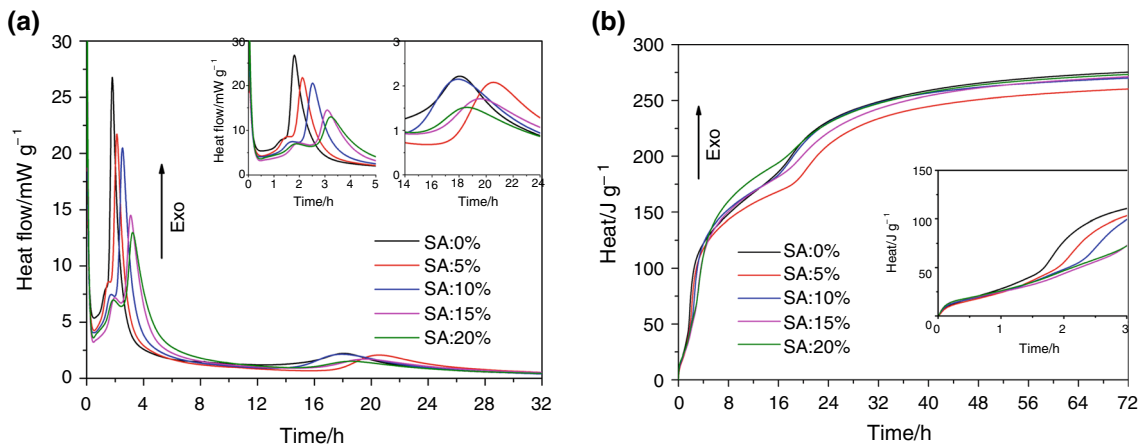 (a)
Heat flow/mW g⁻¹
30
25
20
15
10
5
0
0 4 8 12 16 20 24 28 32
Time/h
Exo
Heat flow/mW g⁻¹
30
20
10
0
0 1 2 3 4 5
Time/h
3
2
1
0
14 16 18 20 22 24
Time/h
SA:0%
SA:5%
SA:10%
SA:15%
SA:20%
(b)
Heat/J g⁻¹
300
250
200
150
100
50
0
0 8 16 24 32 40 48 56 64 72
Time/h
Exo
SA:0%
SA:5%
SA:10%
SA:15%
SA:20%
Heat/J g⁻¹
150
100
50
0
0 1 2 3
Time/h